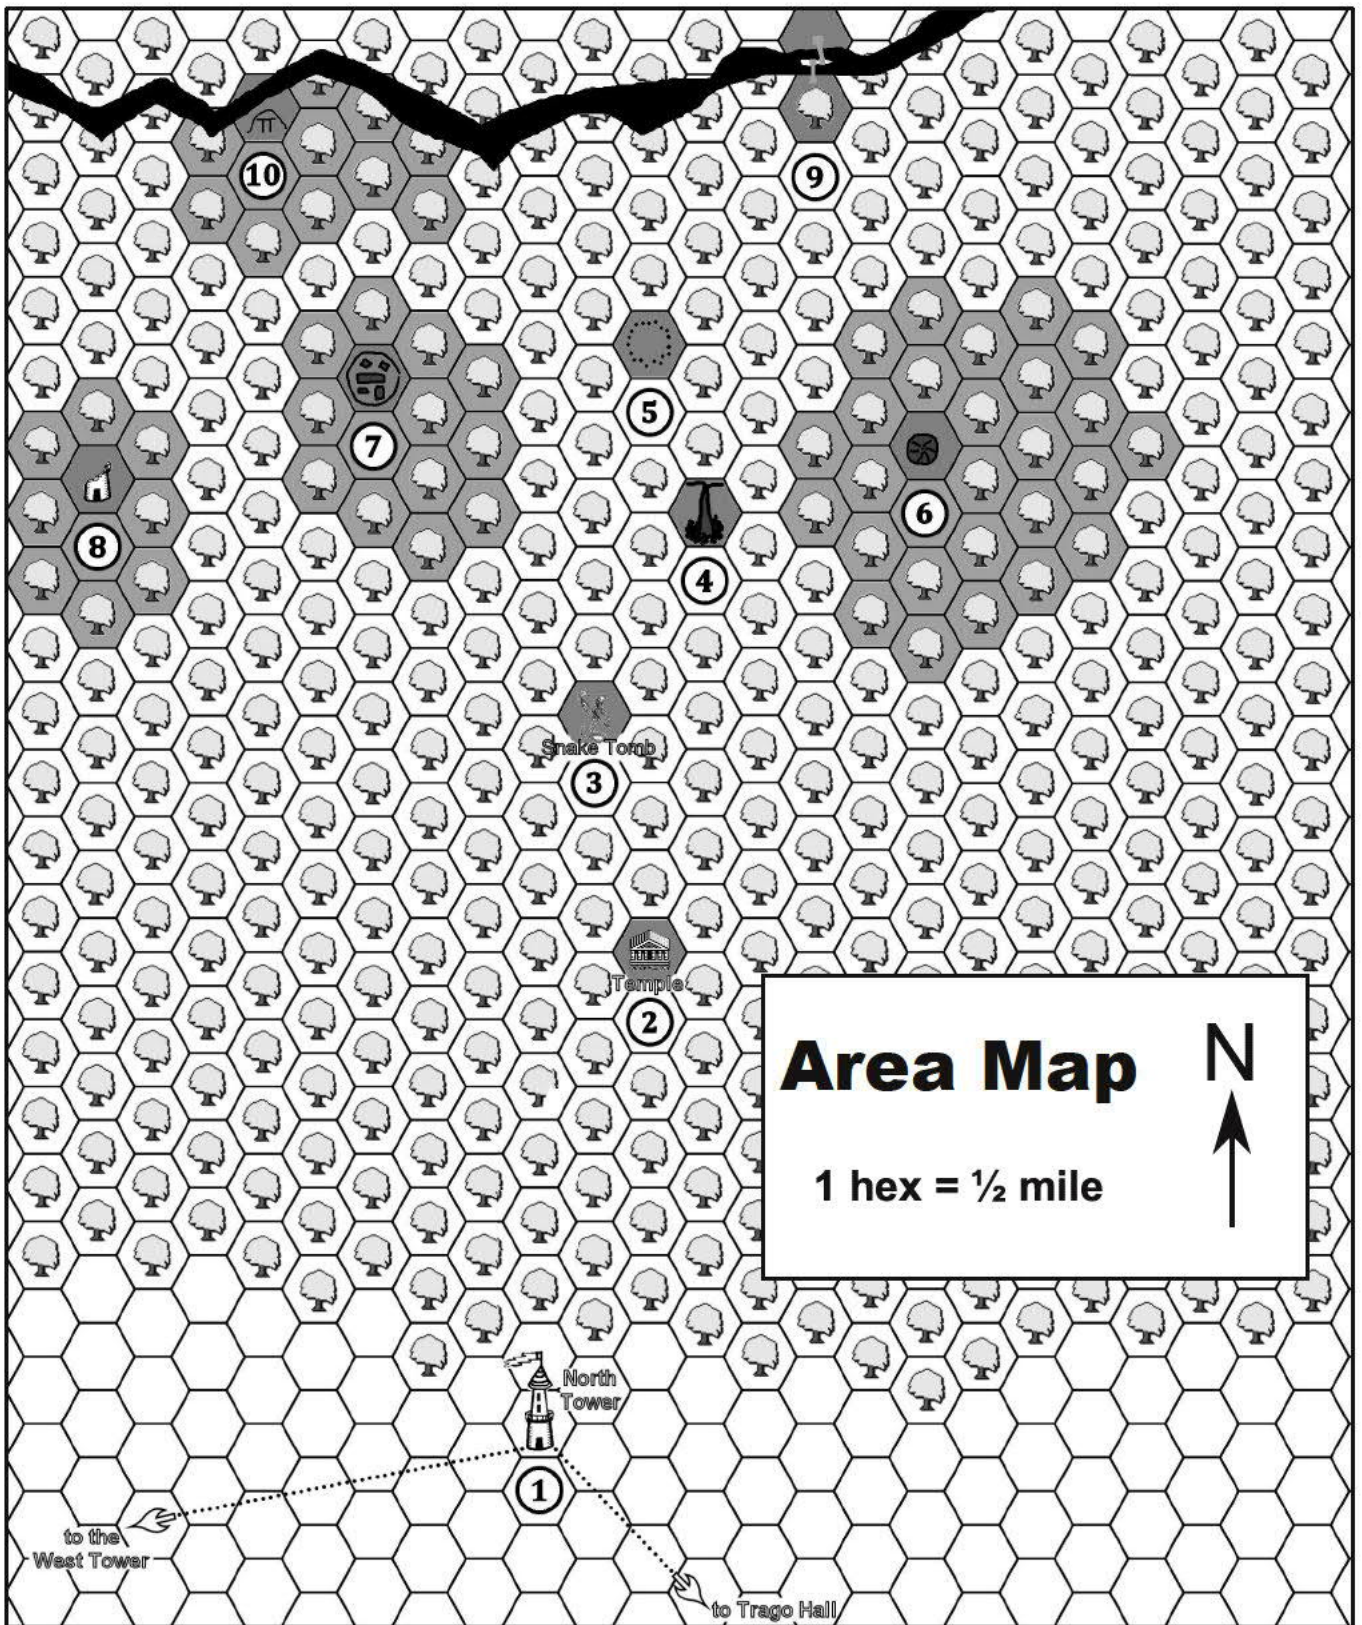 10
9
5
7
6
8
4
Snake Tomb
3
Temple
2
Area Map
N
1 hex = ½ mile
North
Tower
1
to the
West Tower
to Trago Hall